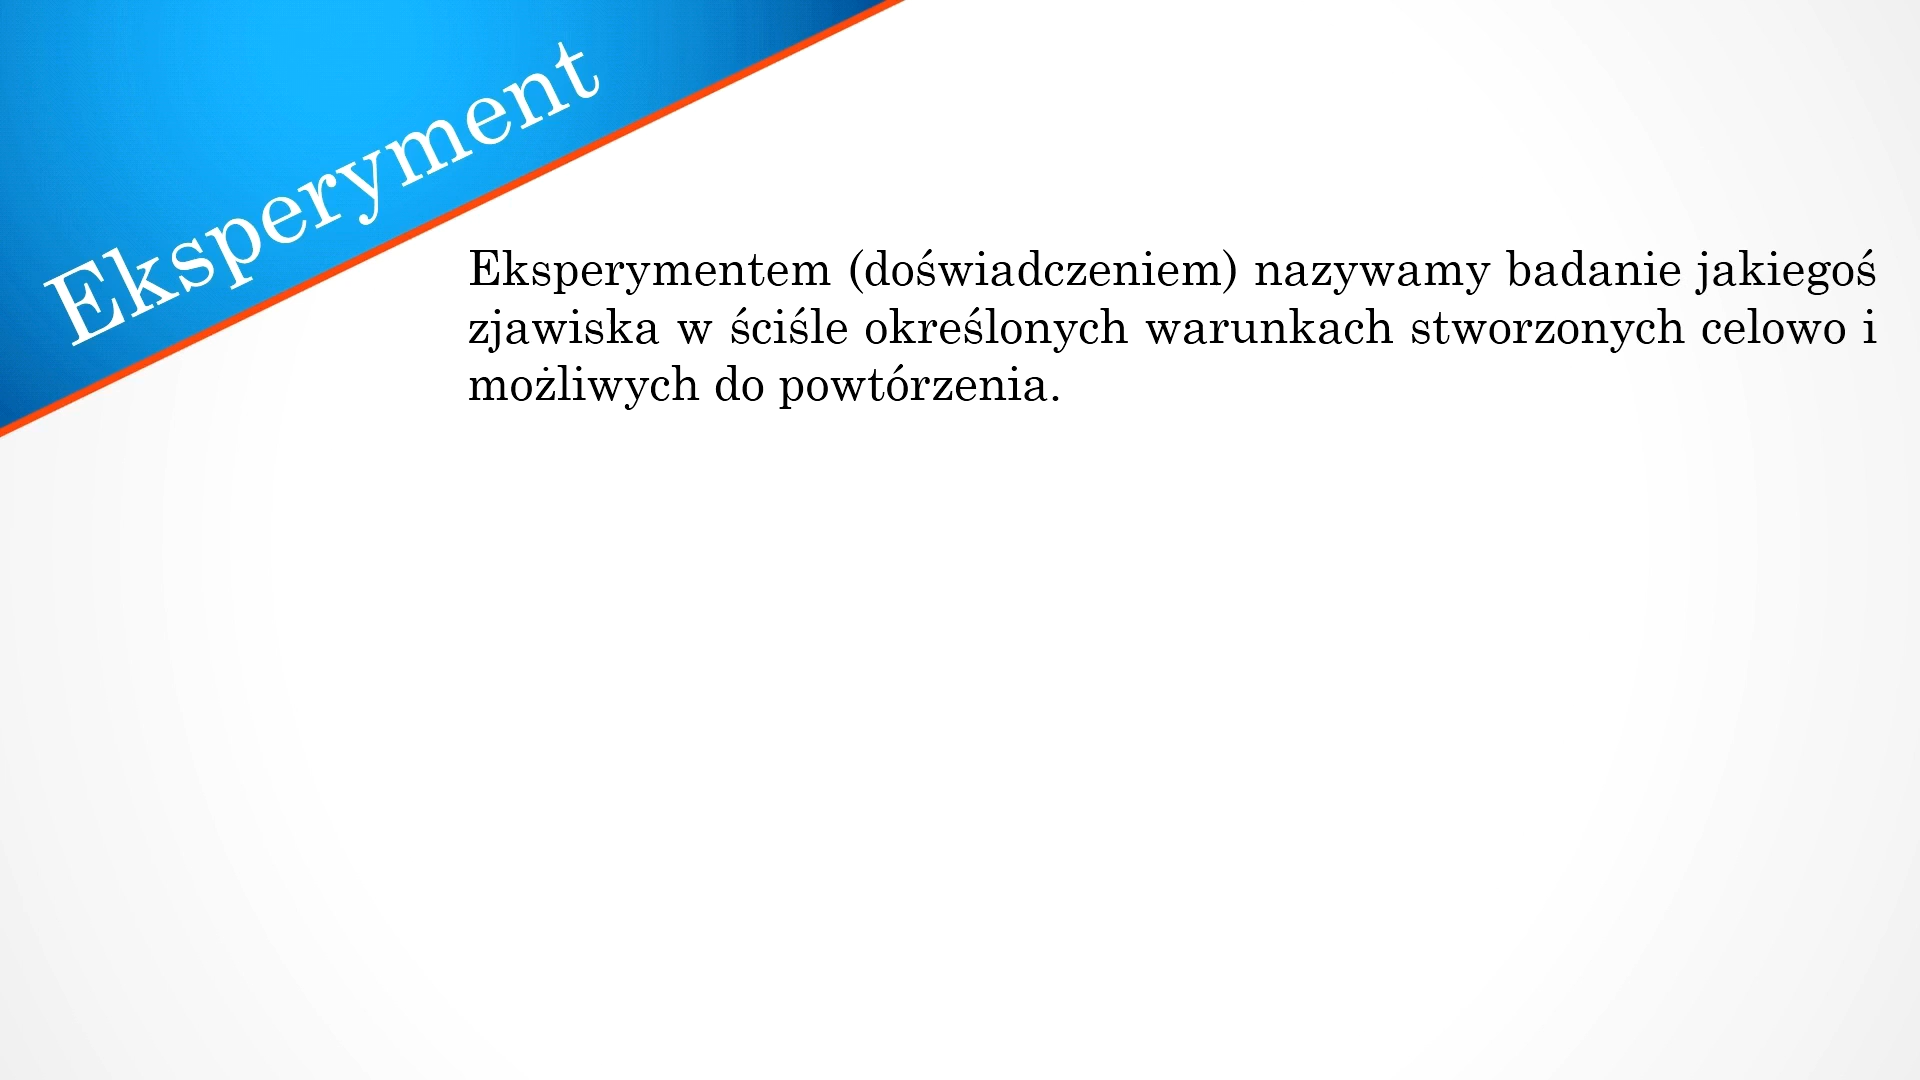 Eksperyment
Eksperymentem (doświadczeniem) nazywamy badanie jakiegoś
zjawiska w ściśle określonych warunkach stworzonych celowo i
możliwych do powtórzenia.